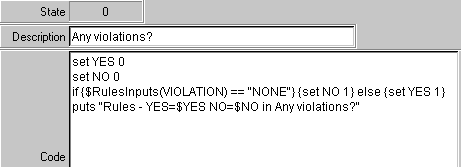 State 0
Description Any violations?
set YES 0
set NO 0
if {$RulesInputs(VIOLATION) == "NONE"} {set NO 1} else {set YES 1}
puts "Rules - YES=$YES NO=$NO in Any violations?"
Code